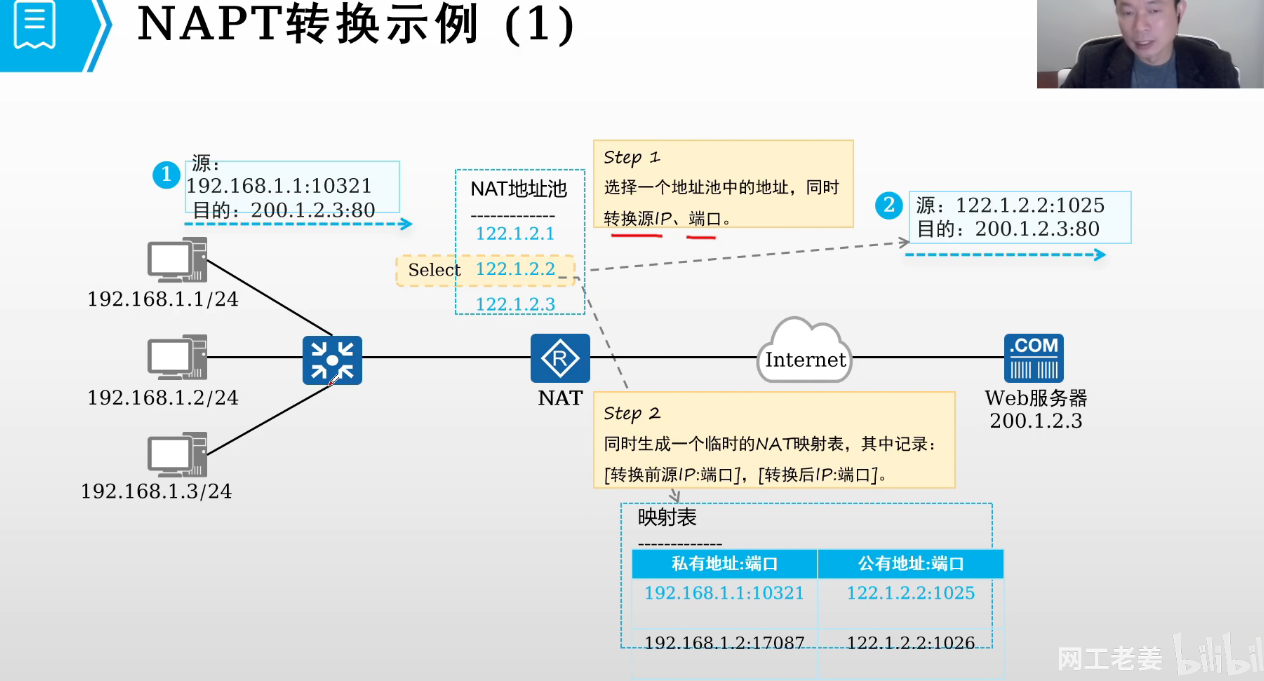 NAPT转换示例 (1)
1
源：
192.168.1.1:10321
目的：200.1.2.3:80
NAT地址池
-------------
122.1.2.1
Select 122.1.2.2
122.1.2.3
Step 1
选择一个地址池中的地址，同时
转换源IP、端口。
2
源：122.1.2.2:1025
目的：200.1.2.3:80
192.168.1.1/24
192.168.1.2/24
192.168.1.3/24
R
NAT
Internet
.COM
Web服务器
200.1.2.3
Step 2
同时生成一个临时的NAT映射表，其中记录：
[转换前源IP:端口]，[转换后IP:端口]。
映射表
-------------
私有地址:端口 公有地址:端口
192.168.1.1:10321 122.1.2.2:1025
192.168.1.2:17087 122.1.2.2:1026
网工老姜 bilibili